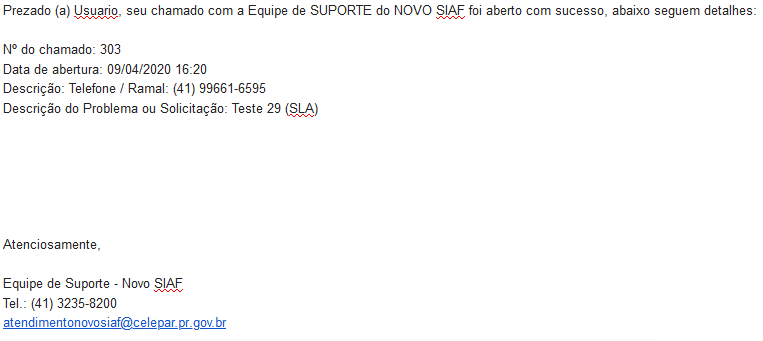 Prezado (a) Usuario, seu chamado com a Equipe de SUPORTE do NOVO SIAF foi aberto com sucesso, abaixo seguem detalhes:
Nº do chamado: 303
Data de abertura: 09/04/2020 16:20
Descrição: Telefone / Ramal: (41) 99661-6595
Descrição do Problema ou Solicitação: Teste 29 (SLA)
Atenciosamente,
Equipe de Suporte - Novo SIAF
Tel.: (41) 3235-8200
atendimentonovosiaf@celepar.pr.gov.br